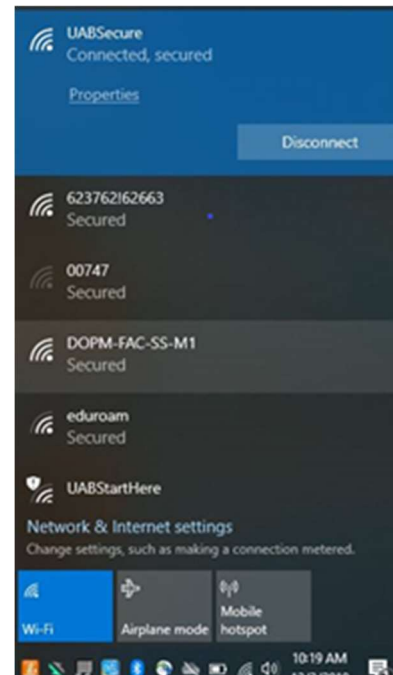 UABSecure
Connected, secured
Properties
Disconnect
623762!62663
Secured
00747
Secured
DOPM-FAC-SS-M1
Secured
eduroam
Secured
UABStartHere
Network & Internet settings
Change settings, such as making a connection metered.
Wi-Fi
Airplane mode
Mobile
hotspot
10:19 AM